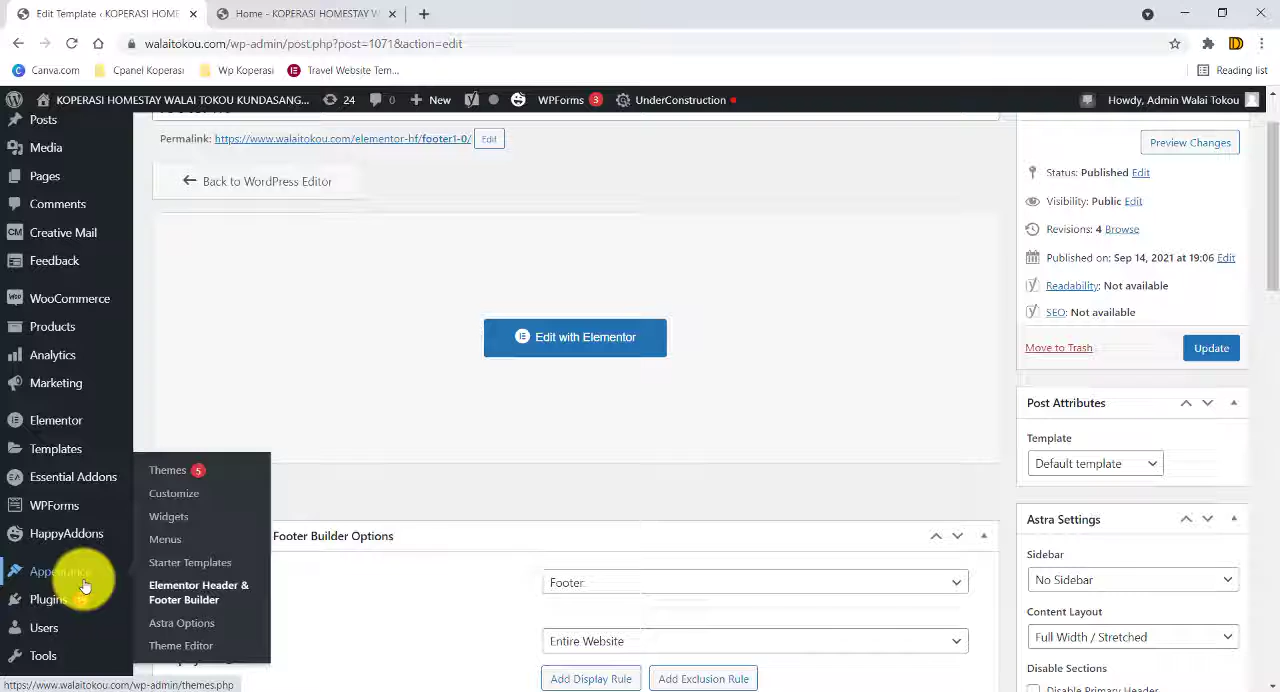 Edit Template ‹ KOPERASI HOME
Home – KOPERASI HOMESTAY W
walaitokou.com/wp-admin/post.php?post=1071&action=edit
Canva.com
Cpanel Koperasi
Wp Koperasi
Travel Website Tem...
Reading list
KOPERASI HOMESTAY WALAI TOKOU KUNDASANG...
24
0
New
WPForms 3
UnderConstruction
Howdy, Admin Walai Tokou
Posts
Media
Pages
Comments
Creative Mail
Feedback
WooCommerce
Products
Analytics
Marketing
Elementor
Templates
Essential Addons
WPForms
HappyAddons
Appearance
Plugins
Users
Tools
Themes 5
Customize
Widgets
Menus
Starter Templates
Elementor Header &
Footer Builder
Astra Options
Theme Editor
Permalink: https://www.walaitokou.com/elementor-hf/footer1-0/ Edit
Back to WordPress Editor
Edit with Elementor
Footer Builder Options
Footer
Entire Website
Add Display Rule
Add Exclusion Rule
Preview Changes
Status: Published Edit
Visibility: Public Edit
Revisions: 4 Browse
Published on: Sep 14, 2021 at 19:06 Edit
Readability: Not available
SEO: Not available
Move to Trash
Update
Post Attributes
Template
Default template
Astra Settings
Sidebar
No Sidebar
Content Layout
Full Width / Stretched
Disable Sections
Disable Primary Header
https://www.walaitokou.com/wp-admin/themes.php